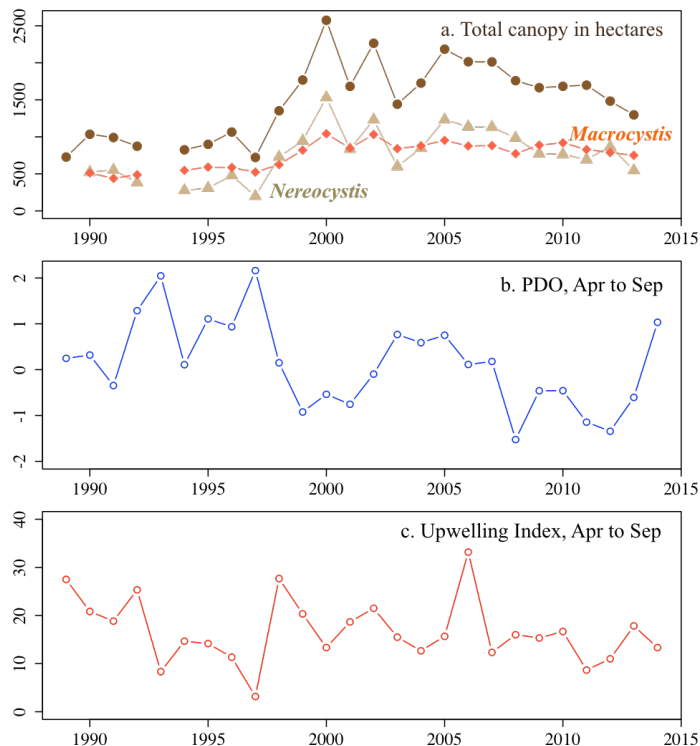 a. Total canopy in hectares
2500
1500
500
0
Macrocystis
Nereocystis
1990 1995 2000 2005 2010 2015
b. PDO, Apr to Sep
2
1
0
-1
-2
1990 1995 2000 2005 2010 2015
c. Upwelling Index, Apr to Sep
40
30
20
10
0
1990 1995 2000 2005 2010 2015